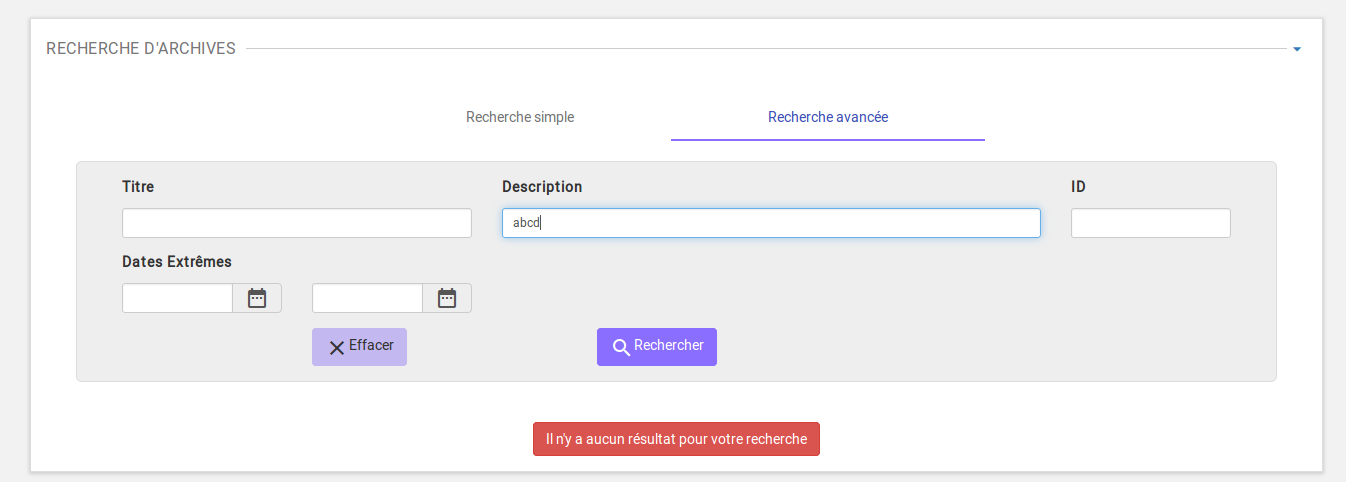 RECHERCHE D'ARCHIVES
Recherche simple
Recherche avancée
Titre
Description
ID
abcd
Dates Extrêmes
Effacer
Rechercher
Il n'y a aucun résultat pour votre recherche